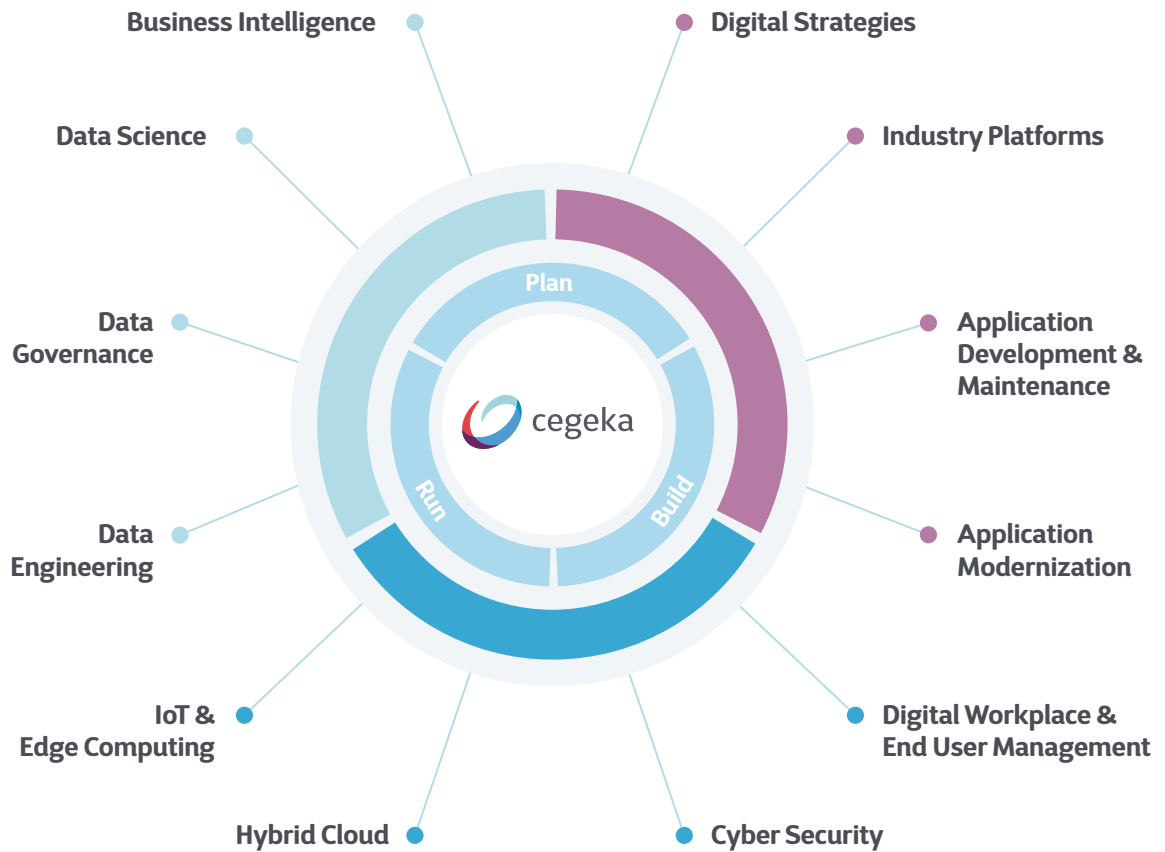 Business Intelligence
Digital Strategies
Data Science
Industry Platforms
Plan
Data
Governance
Application
Development &
Maintenance
cegeka
Run
Build
Data
Engineering
Application
Modernization
IoT &
Edge Computing
Digital Workplace &
End User Management
Hybrid Cloud
Cyber Security